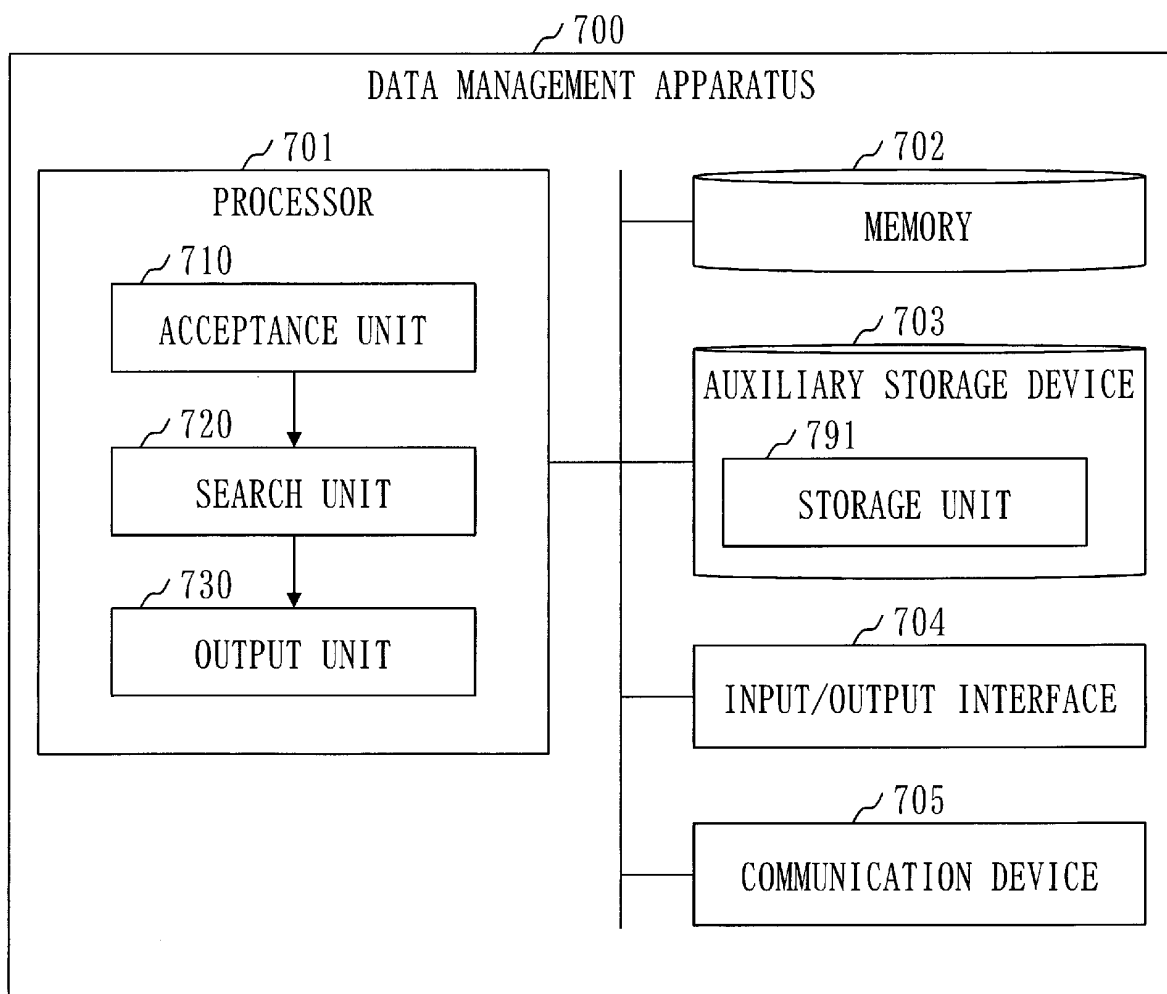 700
DATA MANAGEMENT APPARATUS
701
PROCESSOR
710
ACCEPTANCE UNIT
720
SEARCH UNIT
730
OUTPUT UNIT
702
MEMORY
703
AUXILIARY STORAGE DEVICE
791
STORAGE UNIT
704
INPUT/OUTPUT INTERFACE
705
COMMUNICATION DEVICE